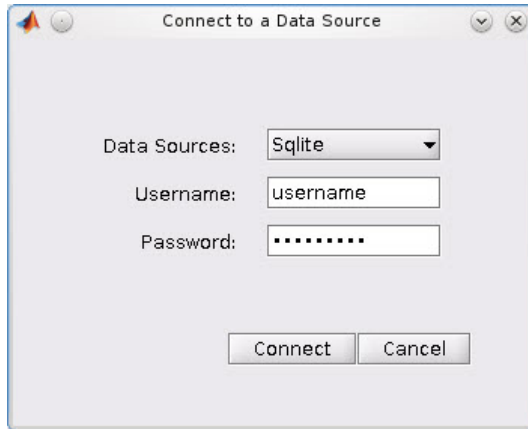 Connect to a Data Source
Data Sources: Sqlite
Username: username
Password: •••••••••
Connect Cancel